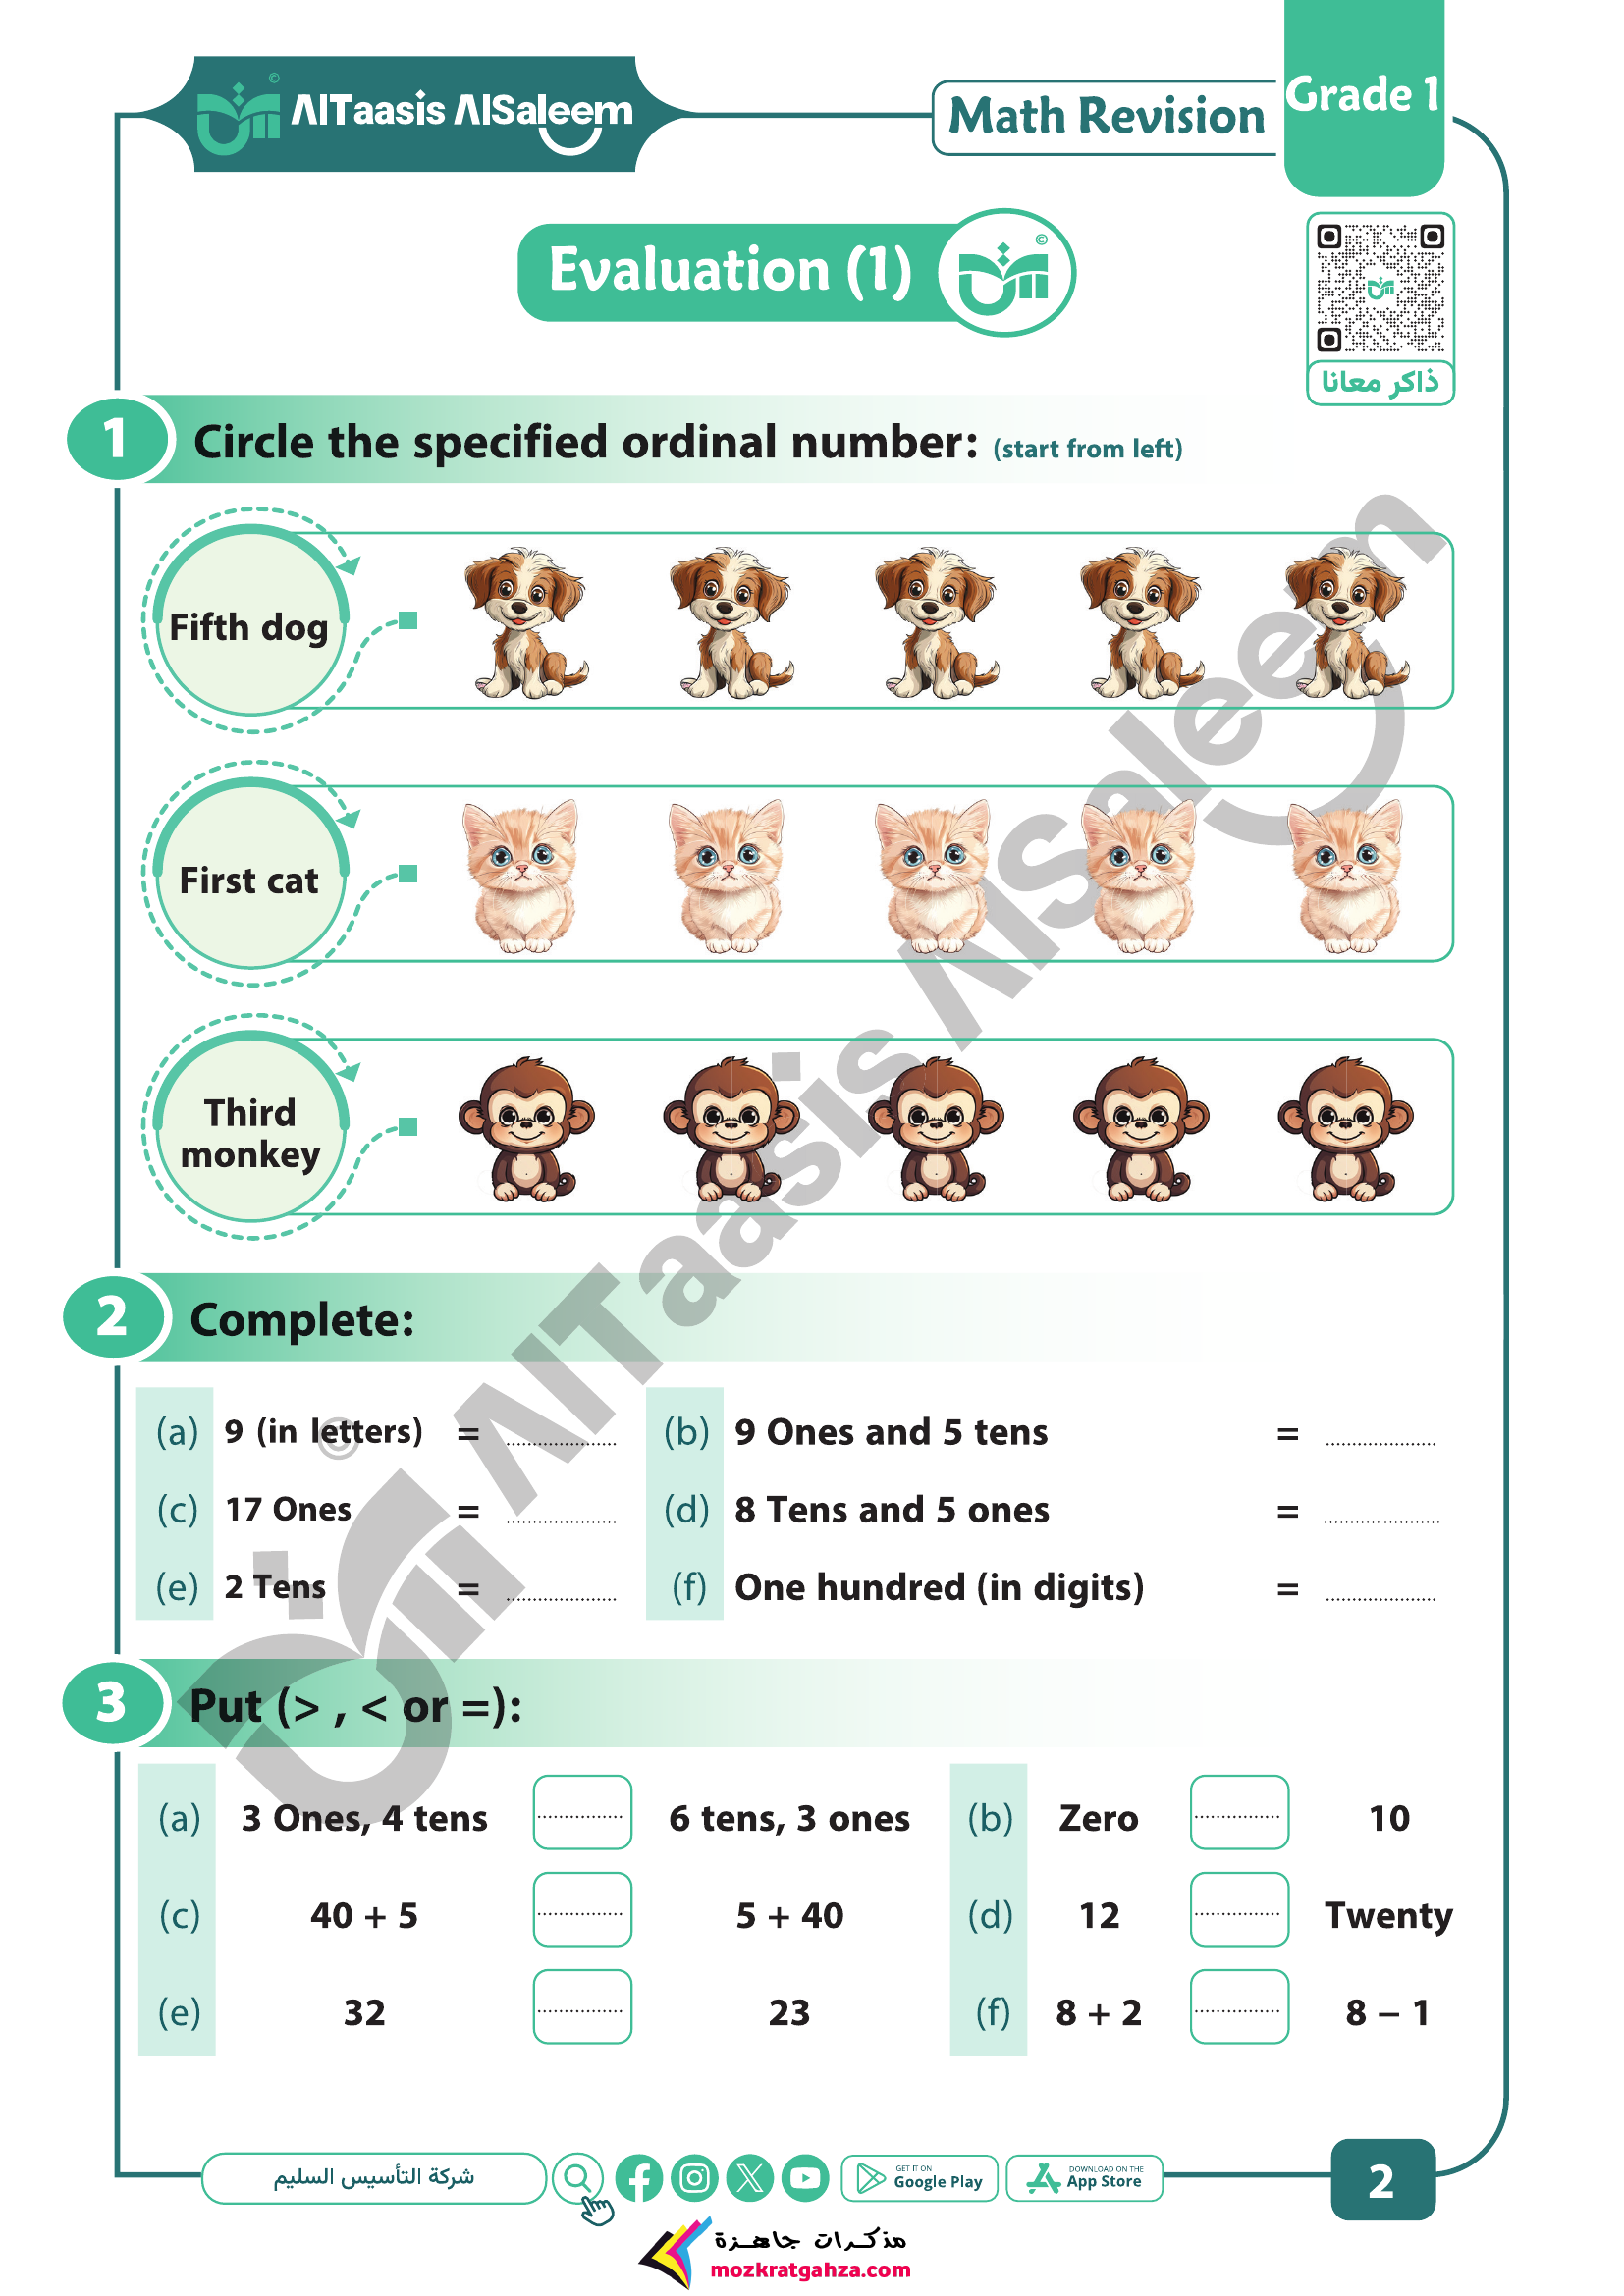 AlTaasis AlSaleem
Math Revision
Grade 1
Evaluation (1)
ذاكر معانا
1 Circle the specified ordinal number: (start from left)
Fifth dog
First cat
Third
monkey
2 Complete:
(a) 9 (in letters) = .................... (b) 9 Ones and 5 tens = ....................
(c) 17 Ones = .................... (d) 8 Tens and 5 ones = ....................
(e) 2 Tens = .................... (f) One hundred (in digits) = ....................
3 Put (> , < or =):
(a) 3 Ones, 4 tens .................... 6 tens, 3 ones (b) Zero .................... 10
(c) 40 + 5 .................... 5 + 40 (d) 12 .................... Twenty
(e) 32 .................... 23 (f) 8 + 2 .................... 8 – 1
AlTaasis AlSaleem
شركة التأسيس السليم
GET IT ON
Google Play
DOWNLOAD ON THE
App Store
2
مذكرات جاهزة
mozkratgahza.com